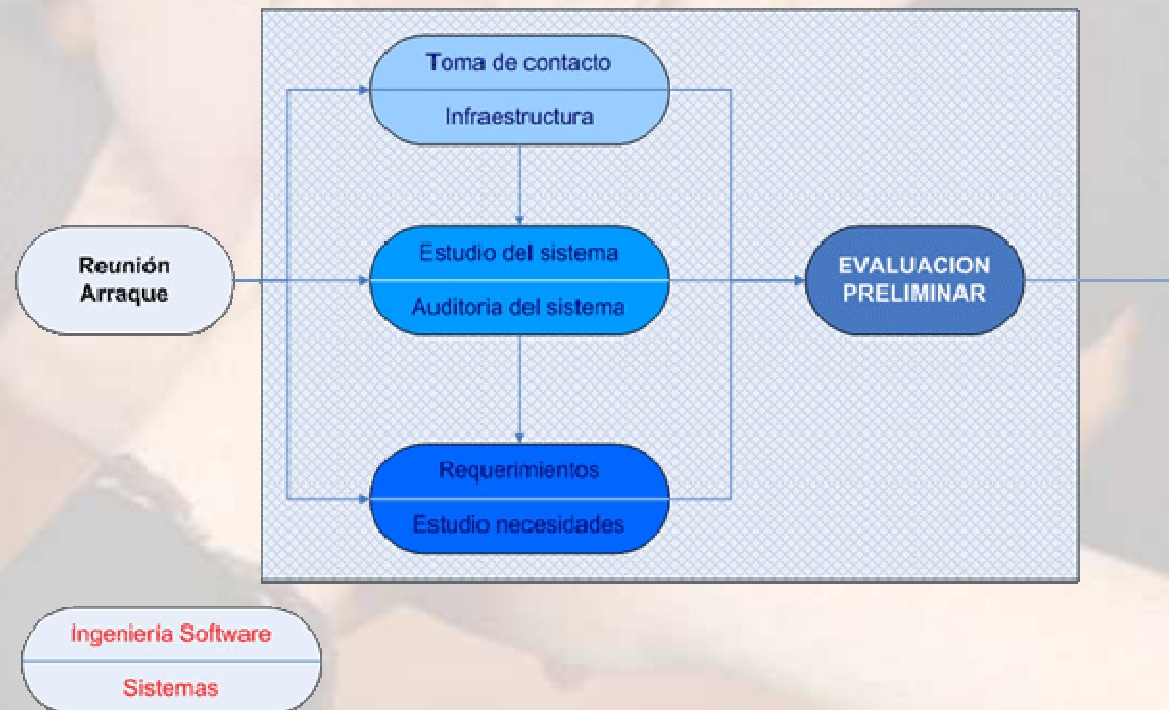 Toma de contacto
Infraestructura
Reunión
Arraque
Estudio del sistema
Auditoria del sistema
EVALUACION
PRELIMINAR
Requerimientos
Estudio necesidades
Ingeniería Software
Sistemas